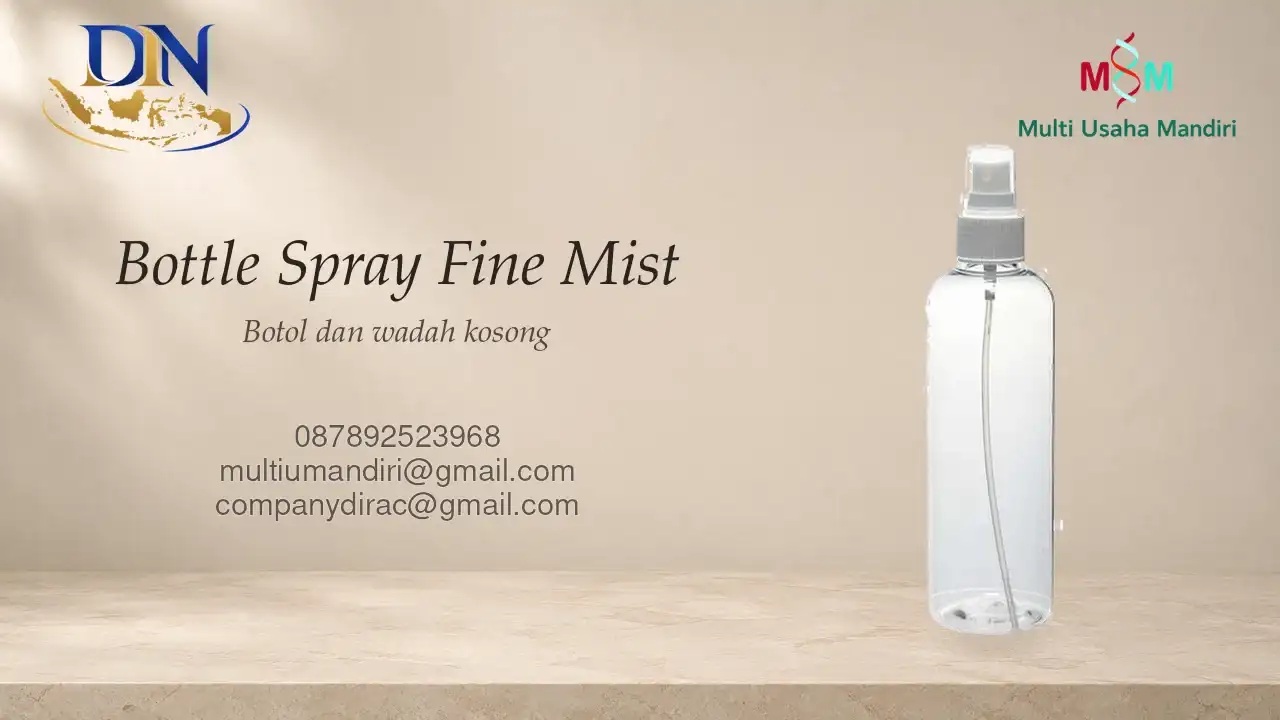 DIN
M M
Multi Usaha Mandiri
Bottle Spray Fine Mist
Botol dan wadah kosong
087892523968
multiumandiri@gmail.com
companydirac@gmail.com